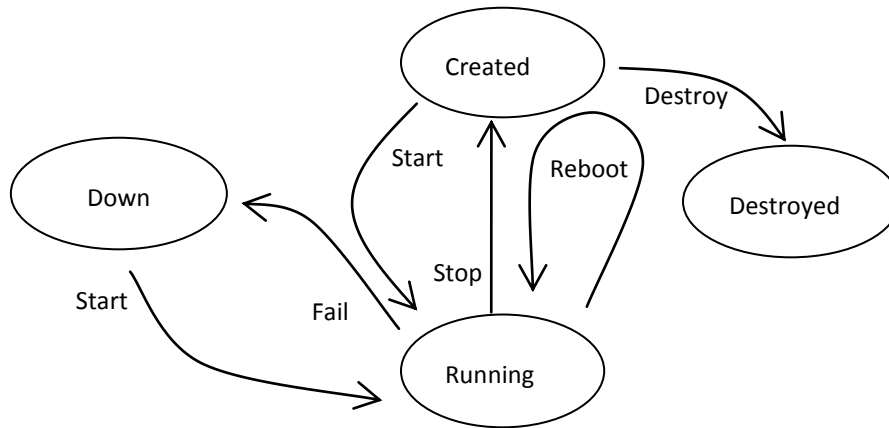 Created
Destroy
Start
Reboot
Down
Destroyed
Stop
Start
Fail
Running